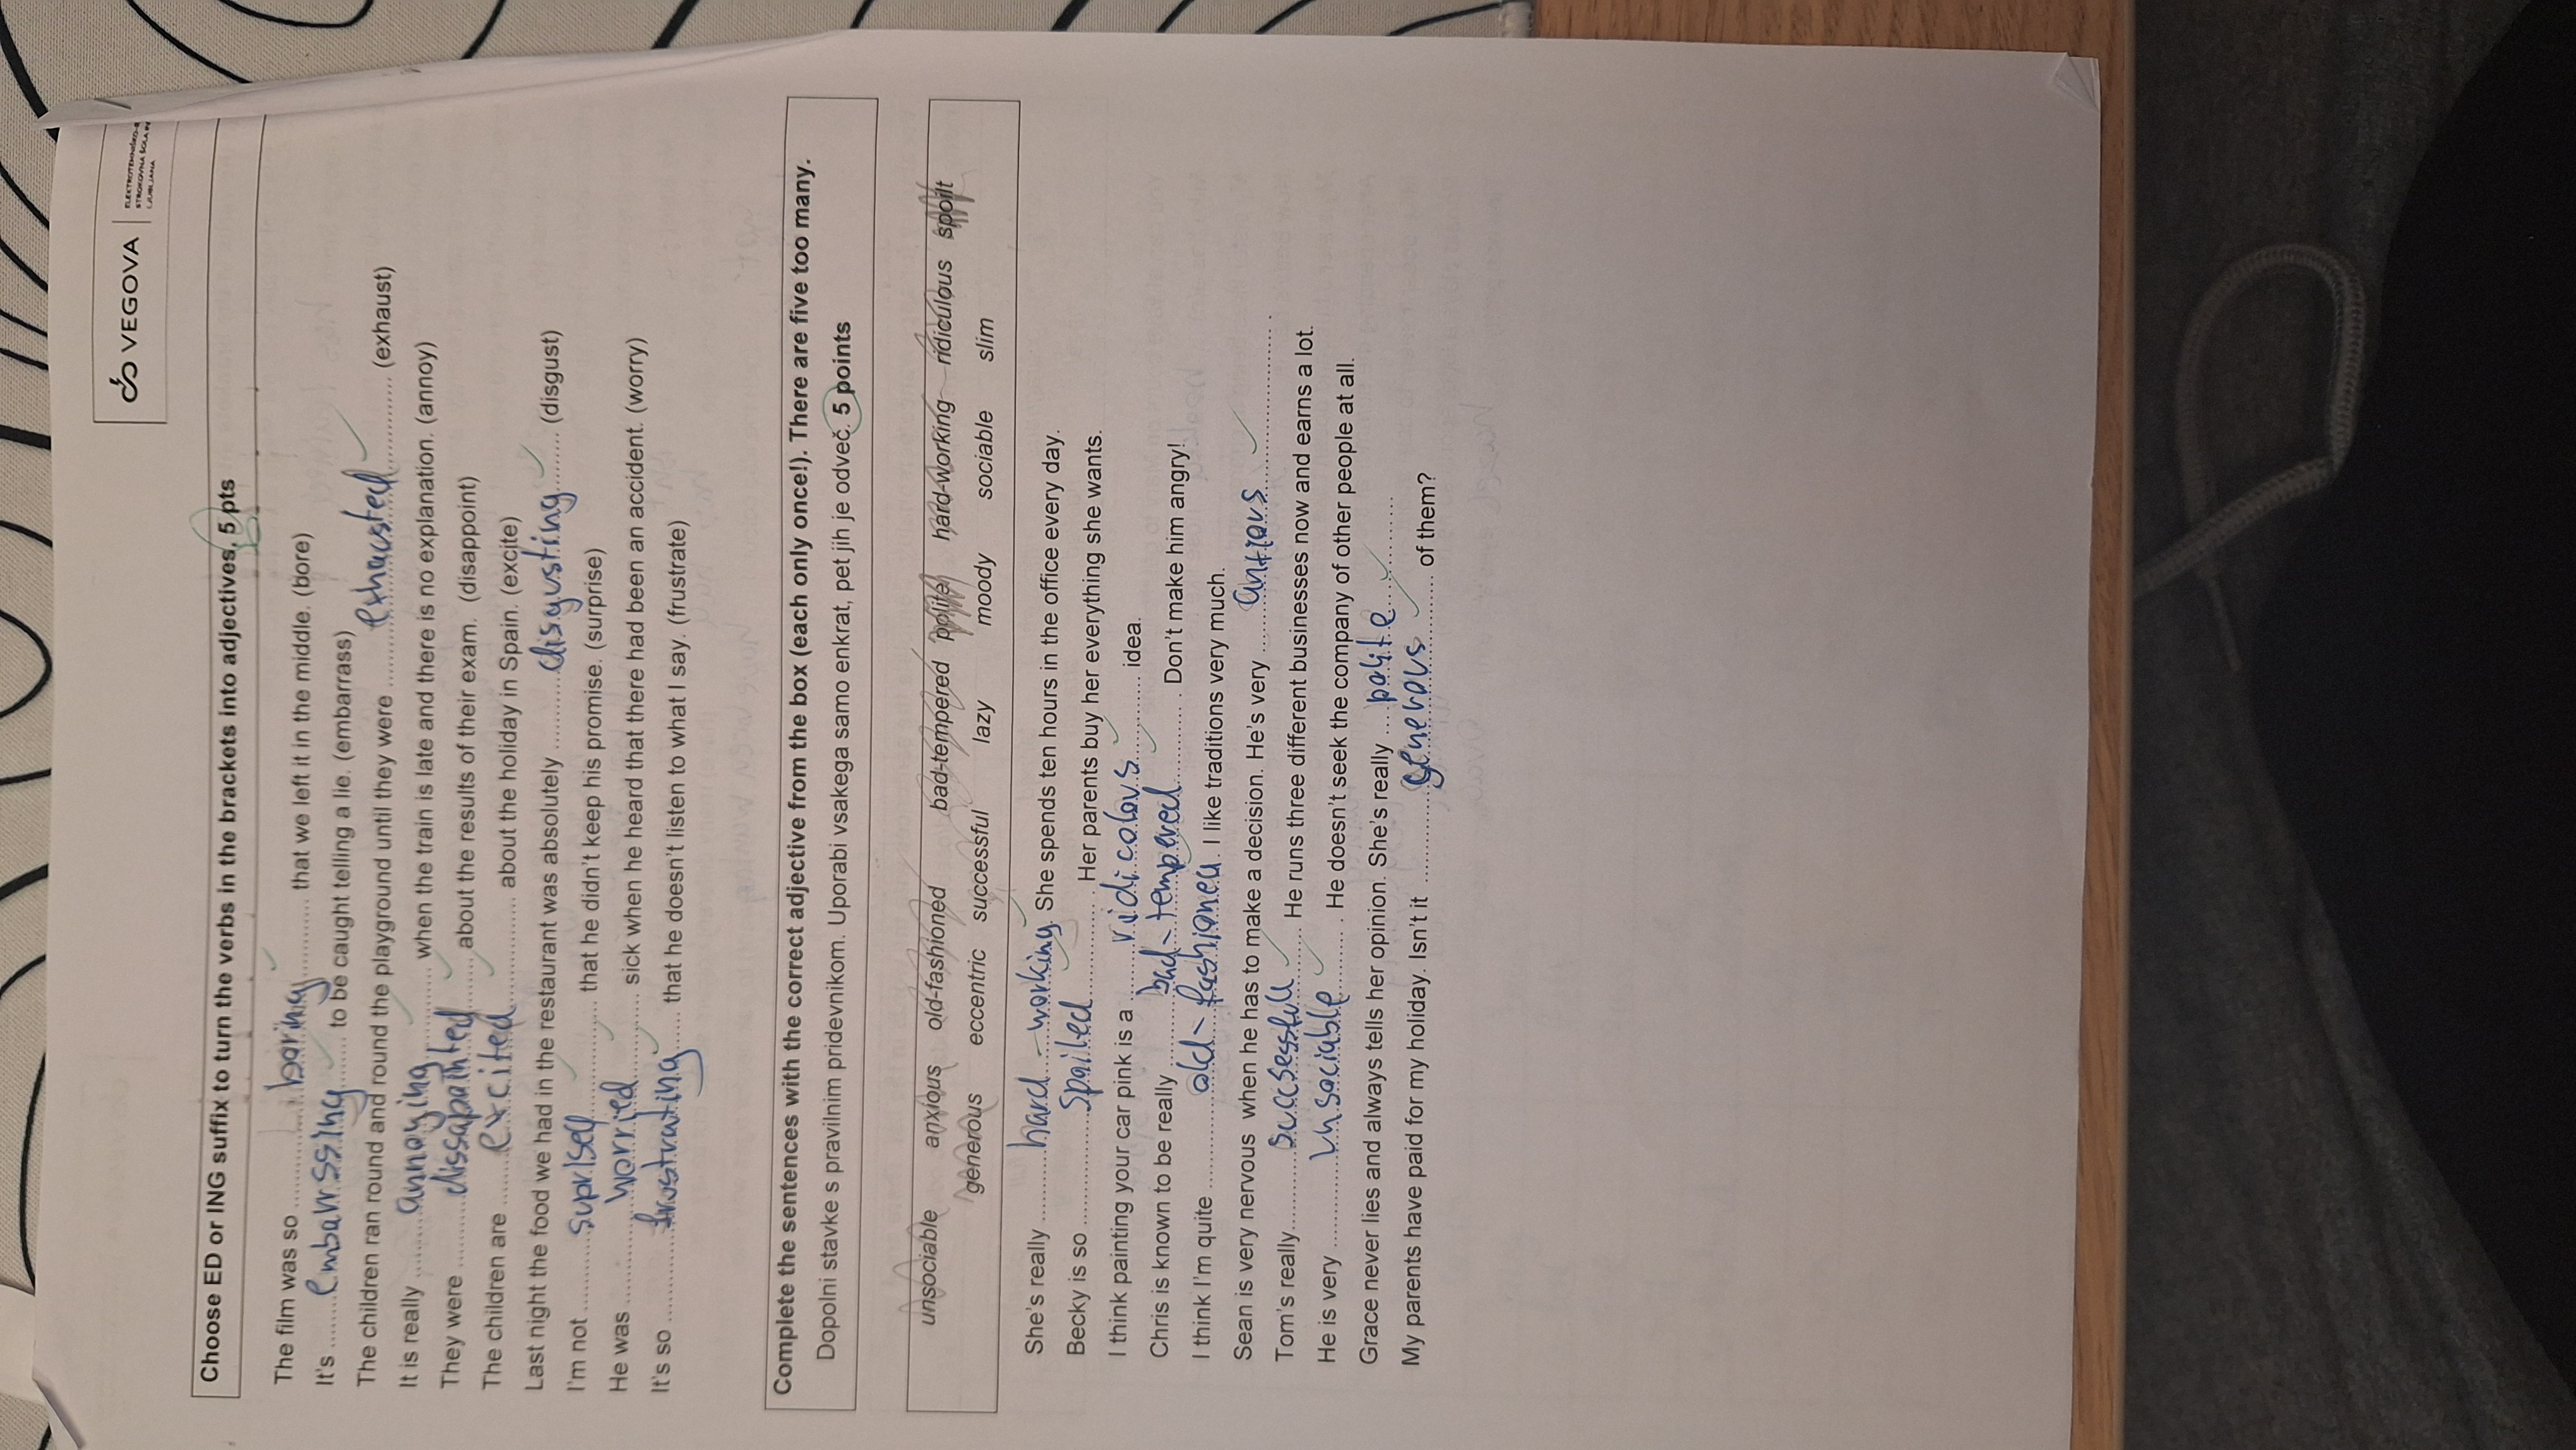 VEGOVA
ELEKTROTEHNIŠKO-
STROKOVNA ŠOLA IN
LJUBLJANA
Choose ED or ING suffix to turn the verbs in the brackets into adjectives, 5 pts
The film was so .......... boring .......... that we left it in the middle. (bore)
It's .......... embarrssing .......... to be caught telling a lie. (embarrass)
The children ran round and round the playground until they were .......... exhausted .......... (exhaust)
It is really .......... annoying .......... when the train is late and there is no explanation. (annoy)
They were .......... dissapointed .......... about the results of their exam. (disappoint)
The children are .......... excited .......... about the holiday in Spain. (excite)
Last night the food we had in the restaurant was absolutely .......... disgusting .......... (disgust)
I'm not .......... suprised .......... that he didn't keep his promise. (surprise)
He was .......... worried .......... sick when he heard that there had been an accident. (worry)
It's so .......... frustrating .......... that he doesn't listen to what I say. (frustrate)
Complete the sentences with the correct adjective from the box (each only once!). There are five too many.
Dopolni stavke s pravilnim pridevnikom. Uporabi vsakega samo enkrat, pet jih je odveč. 5 points
unsociable anxious old-fashioned bad-tempered polite hard-working ridiculous spoilt
generous eccentric successful lazy moody sociable slim
She's really .......... hard-working. She spends ten hours in the office every day.
Becky is so .......... Spoiled .......... . Her parents buy her everything she wants.
I think painting your car pink is a .......... ridicolous .......... idea.
Chris is known to be really .......... bad-tempered .......... . Don't make him angry!
I think I'm quite .......... old-fashioned . I like traditions very much.
Sean is very nervous when he has to make a decision. He's very .......... anxious .......... .
Tom's really .......... succsessfull .......... He runs three different businesses now and earns a lot.
He is very .......... unsociable .......... . He doesn't seek the company of other people at all.
Grace never lies and always tells her opinion. She's really .... polite ..........
My parents have paid for my holiday. Isn't it .......... generous .......... of them?